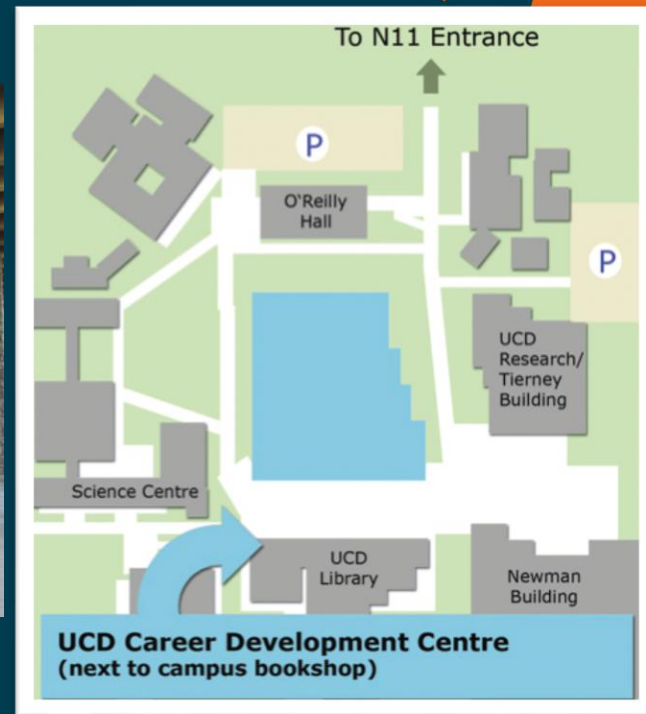 To N11 Entrance
P
O'Reilly
Hall
P
UCD
Research/
Tierney
Building
Science Centre
UCD
Library
Newman
Building
UCD Career Development Centre
(next to campus bookshop)